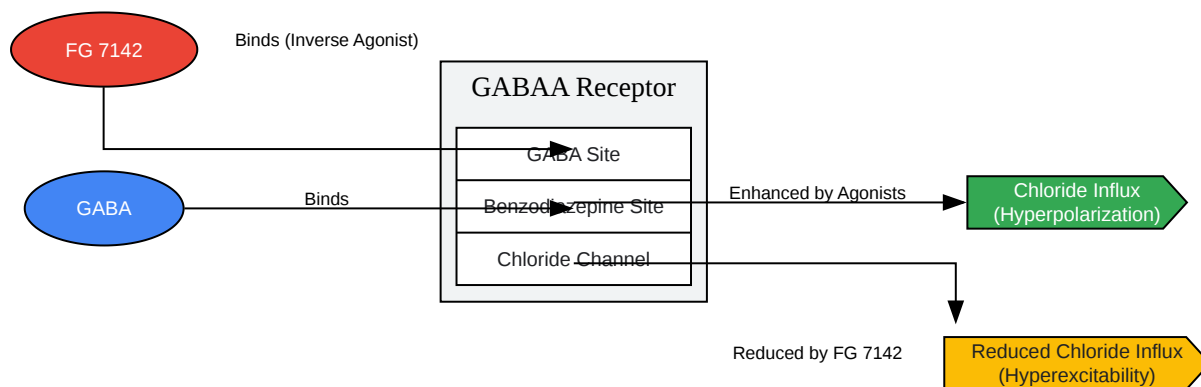 FG 7142
Binds (Inverse Agonist)
GABAA Receptor
GABA Site
GABA
Binds
Benzodiazepine Site
Enhanced by Agonists
Chloride Influx
(Hyperpolarization)
Chloride Channel
Reduced by FG 7142
Reduced Chloride Influx
(Hyperexcitability)